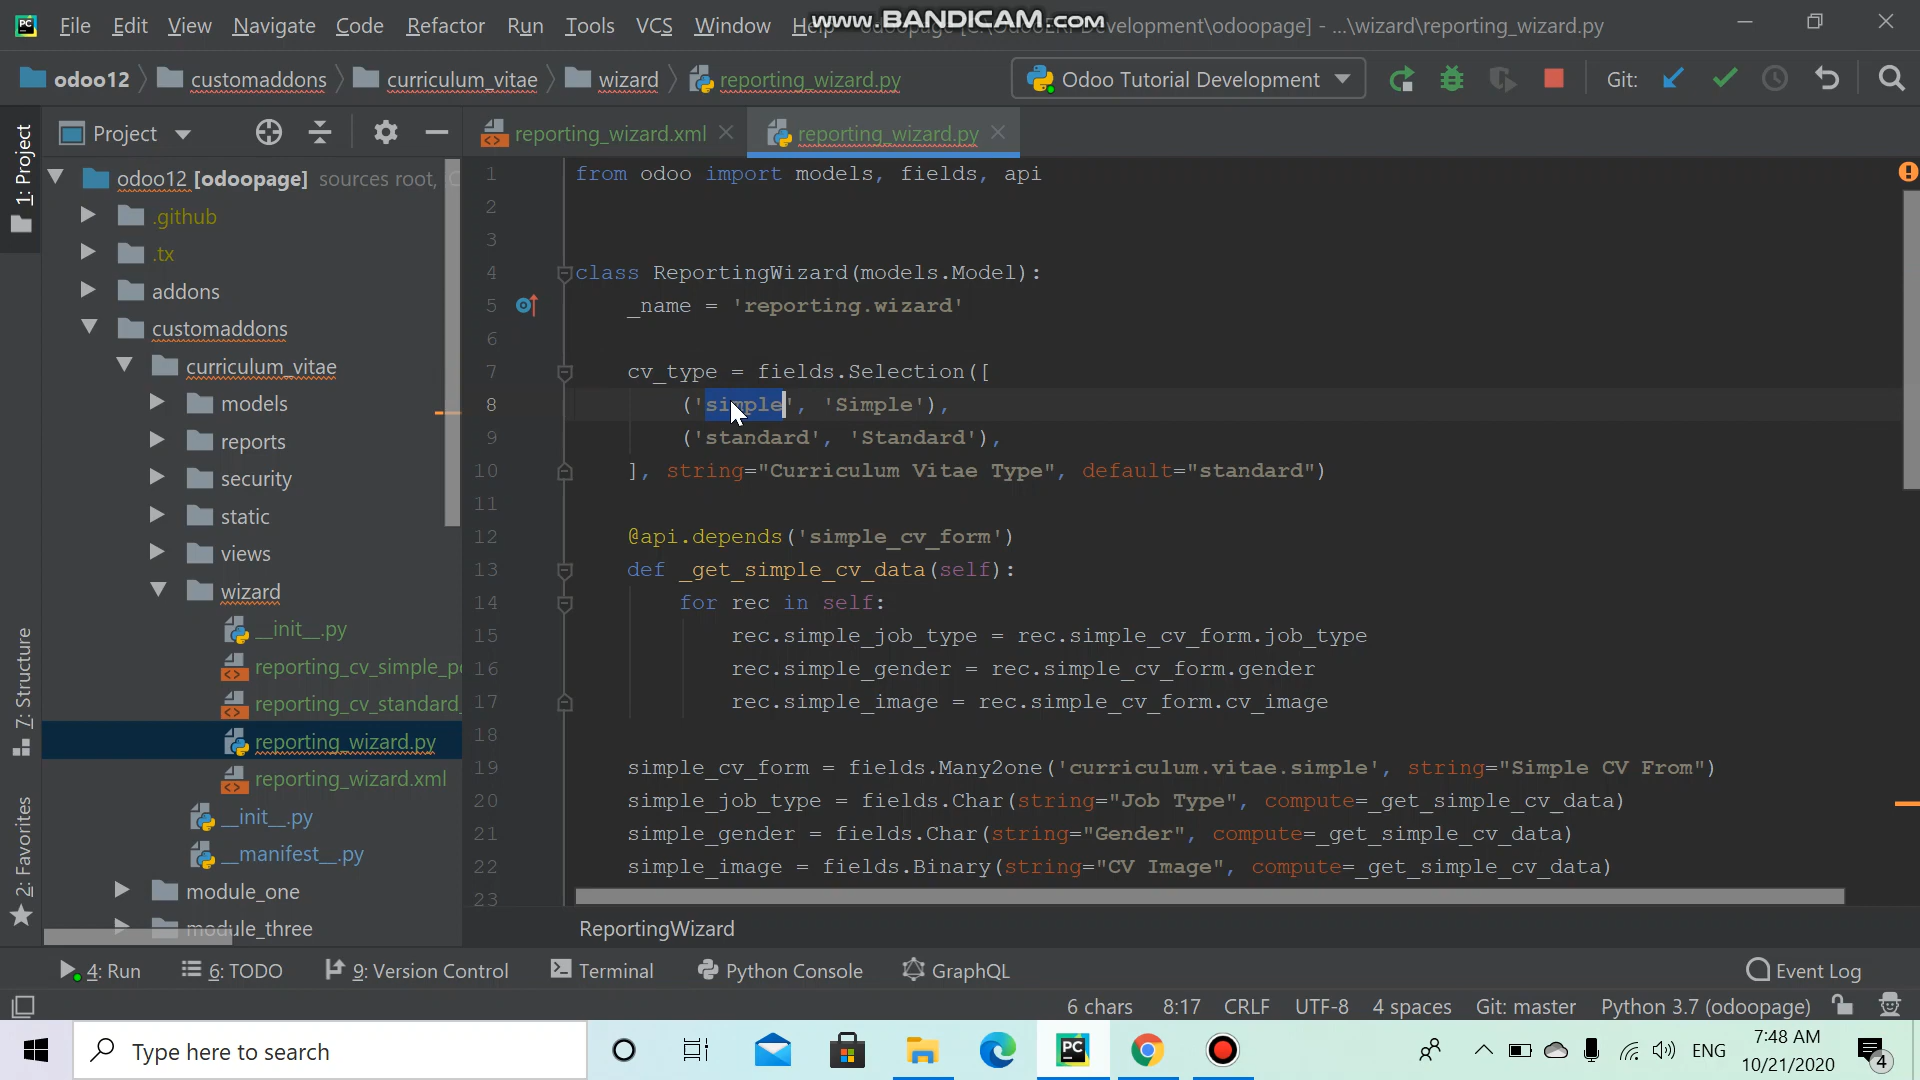 File Edit View Navigate Code Refactor Run Tools VCS Window Help odoopage [C:\OdooERPDevelopment\odoopage] - ...\wizard\reporting_wizard.py
www.BANDICAM.com
odoo12 customaddons curriculum_vitae wizard reporting_wizard.py Odoo Tutorial Development Git:
Project reporting_wizard.xml reporting_wizard.py
1: Project
7: Structure
2: Favorites
odoo12 [odoopage] sources root,
.github
.tx
addons
customaddons
curriculum_vitae
models
reports
security
static
views
wizard
__init__.py
reporting_cv_simple_p
reporting_cv_standard_
reporting_wizard.py
reporting_wizard.xml
__init__.py
__manifest__.py
module_one
module_three
1 from odoo import models, fields, api
2
3
4 class ReportingWizard(models.Model):
5 _name = 'reporting.wizard'
6
7 cv_type = fields.Selection([
8 ('simple', 'Simple'),
9 ('standard', 'Standard'),
10 ], string="Curriculum Vitae Type", default="standard")
11
12 @api.depends('simple_cv_form')
13 def _get_simple_cv_data(self):
14 for rec in self:
15 rec.simple_job_type = rec.simple_cv_form.job_type
16 rec.simple_gender = rec.simple_cv_form.gender
17 rec.simple_image = rec.simple_cv_form.cv_image
18
19 simple_cv_form = fields.Many2one('curriculum.vitae.simple', string="Simple CV From")
20 simple_job_type = fields.Char(string="Job Type", compute=_get_simple_cv_data)
21 simple_gender = fields.Char(string="Gender", compute=_get_simple_cv_data)
22 simple_image = fields.Binary(string="CV Image", compute=_get_simple_cv_data)
23
ReportingWizard
4: Run 6: TODO 9: Version Control Terminal Python Console GraphQL Event Log
6 chars 8:17 CRLF UTF-8 4 spaces Git: master Python 3.7 (odoopage)
Type here to search ENG 7:48 AM
10/21/2020 4